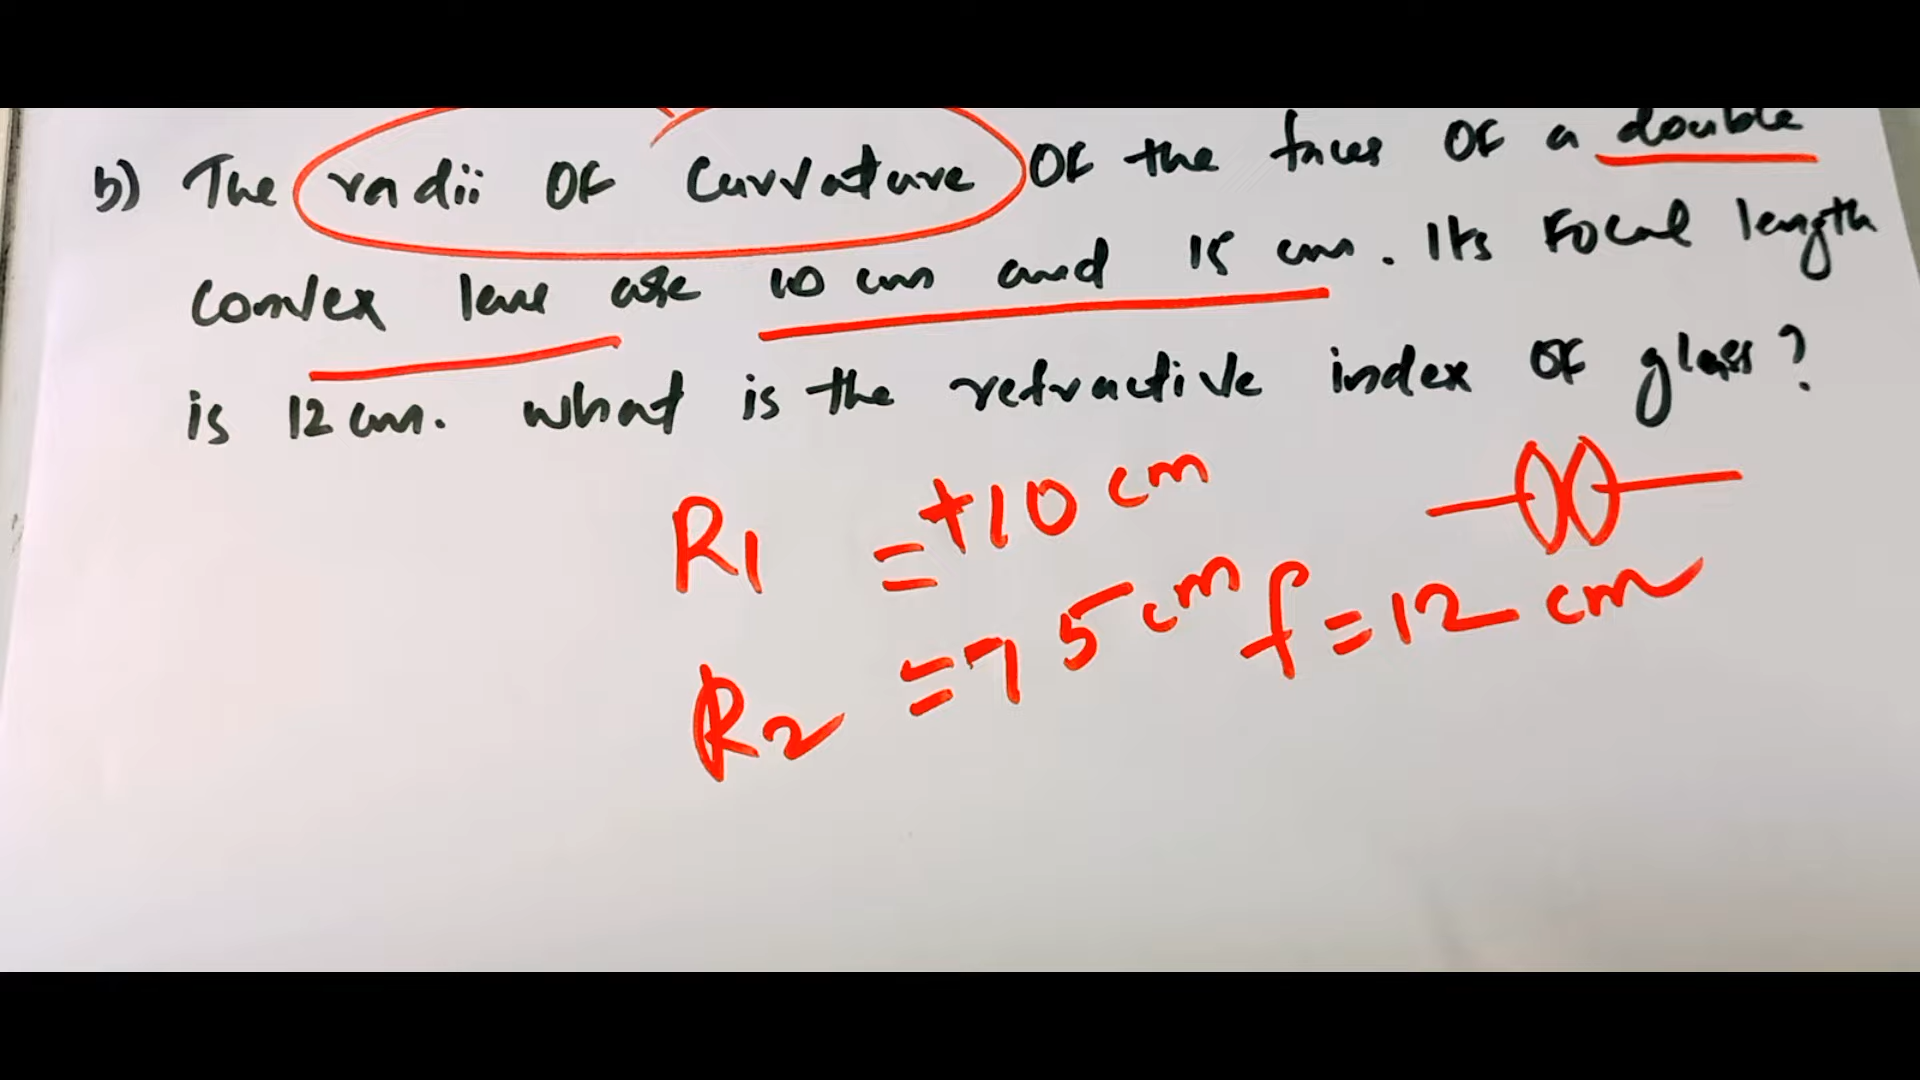 b) The radii of curvature of the faces of a double
convex lens are 10 cm and 15 cm. Its Focal length
is 12 cm. What is the refractive index of glass?
R1 = +10 cm
R2 = 75 cm f = 12 cm